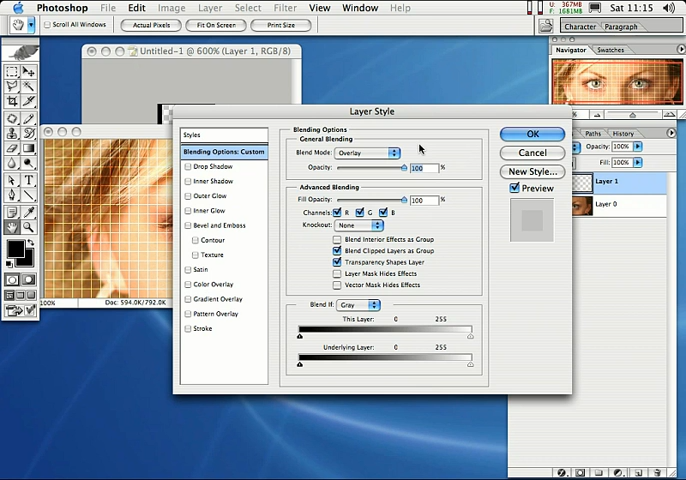 Photoshop File Edit Image Layer Select Filter View Window Help
U: 367MB
F: 1681MB
Sat 11:15
Scroll All Windows Actual Pixels Fit On Screen Print Size
Character Paragraph
Untitled-1 @ 600% (Layer 1, RGB/8)
Navigator Swatches
Layer Style
Styles
Blending Options: Custom
Drop Shadow
Inner Shadow
Outer Glow
Inner Glow
Bevel and Emboss
Contour
Texture
Satin
Color Overlay
Gradient Overlay
Pattern Overlay
Stroke
Blending Options
General Blending
Blend Mode: Overlay
Opacity: 100 %
Advanced Blending
Fill Opacity: 100 %
Channels: R G B
Knockout: None
Blend Interior Effects as Group
Blend Clipped Layers as Group
Transparency Shapes Layer
Layer Mask Hides Effects
Vector Mask Hides Effects
Blend If: Gray
This Layer: 0 255
Underlying Layer: 0 255
OK
Cancel
New Style...
Preview
Paths History
Opacity: 100%
Fill: 100%
Layer 1
Layer 0
100% Doc: 594.0K/792.0K